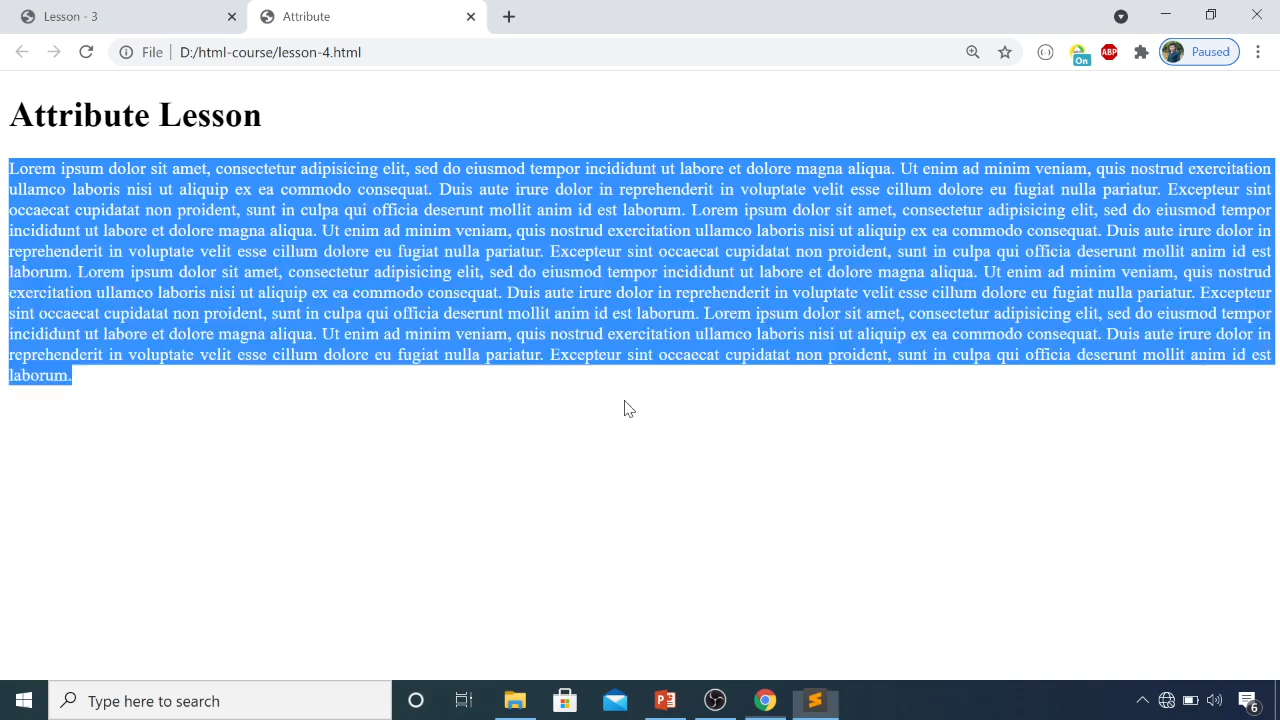 Lesson - 3
Attribute
File
D:/html-course/lesson-4.html
On
ABP
Paused
Attribute Lesson
Lorem ipsum dolor sit amet, consectetur adipisicing elit, sed do eiusmod tempor incididunt ut labore et dolore magna aliqua. Ut enim ad minim veniam, quis nostrud exercitation
ullamco laboris nisi ut aliquip ex ea commodo consequat. Duis aute irure dolor in reprehenderit in voluptate velit esse cillum dolore eu fugiat nulla pariatur. Excepteur sint
occaecat cupidatat non proident, sunt in culpa qui officia deserunt mollit anim id est laborum. Lorem ipsum dolor sit amet, consectetur adipisicing elit, sed do eiusmod tempor
incididunt ut labore et dolore magna aliqua. Ut enim ad minim veniam, quis nostrud exercitation ullamco laboris nisi ut aliquip ex ea commodo consequat. Duis aute irure dolor in
reprehenderit in voluptate velit esse cillum dolore eu fugiat nulla pariatur. Excepteur sint occaecat cupidatat non proident, sunt in culpa qui officia deserunt mollit anim id est
laborum. Lorem ipsum dolor sit amet, consectetur adipisicing elit, sed do eiusmod tempor incididunt ut labore et dolore magna aliqua. Ut enim ad minim veniam, quis nostrud
exercitation ullamco laboris nisi ut aliquip ex ea commodo consequat. Duis aute irure dolor in reprehenderit in voluptate velit esse cillum dolore eu fugiat nulla pariatur. Excepteur
sint occaecat cupidatat non proident, sunt in culpa qui officia deserunt mollit anim id est laborum. Lorem ipsum dolor sit amet, consectetur adipisicing elit, sed do eiusmod tempor
incididunt ut labore et dolore magna aliqua. Ut enim ad minim veniam, quis nostrud exercitation ullamco laboris nisi ut aliquip ex ea commodo consequat. Duis aute irure dolor in
reprehenderit in voluptate velit esse cillum dolore eu fugiat nulla pariatur. Excepteur sint occaecat cupidatat non proident, sunt in culpa qui officia deserunt mollit anim id est
laborum.
Type here to search
6